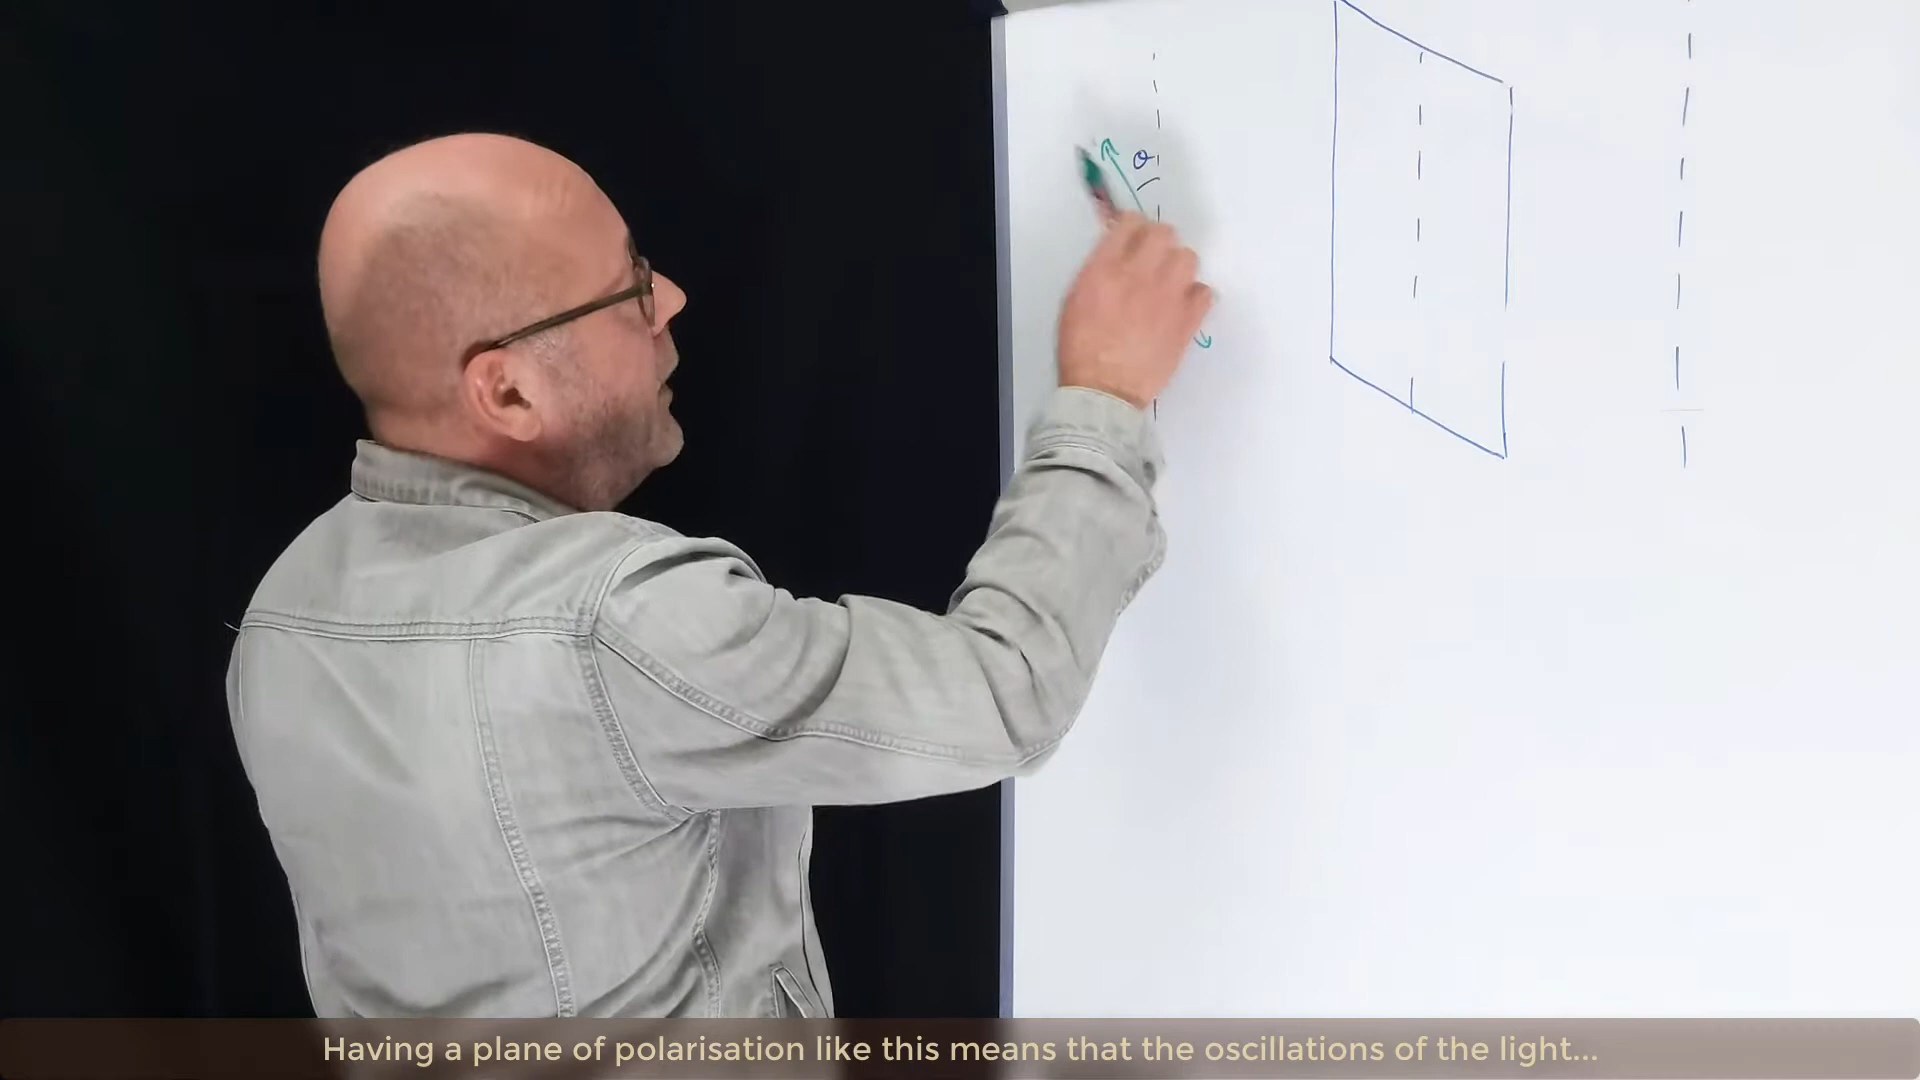 θ
Having a plane of polarisation like this means that the oscillations of the light...